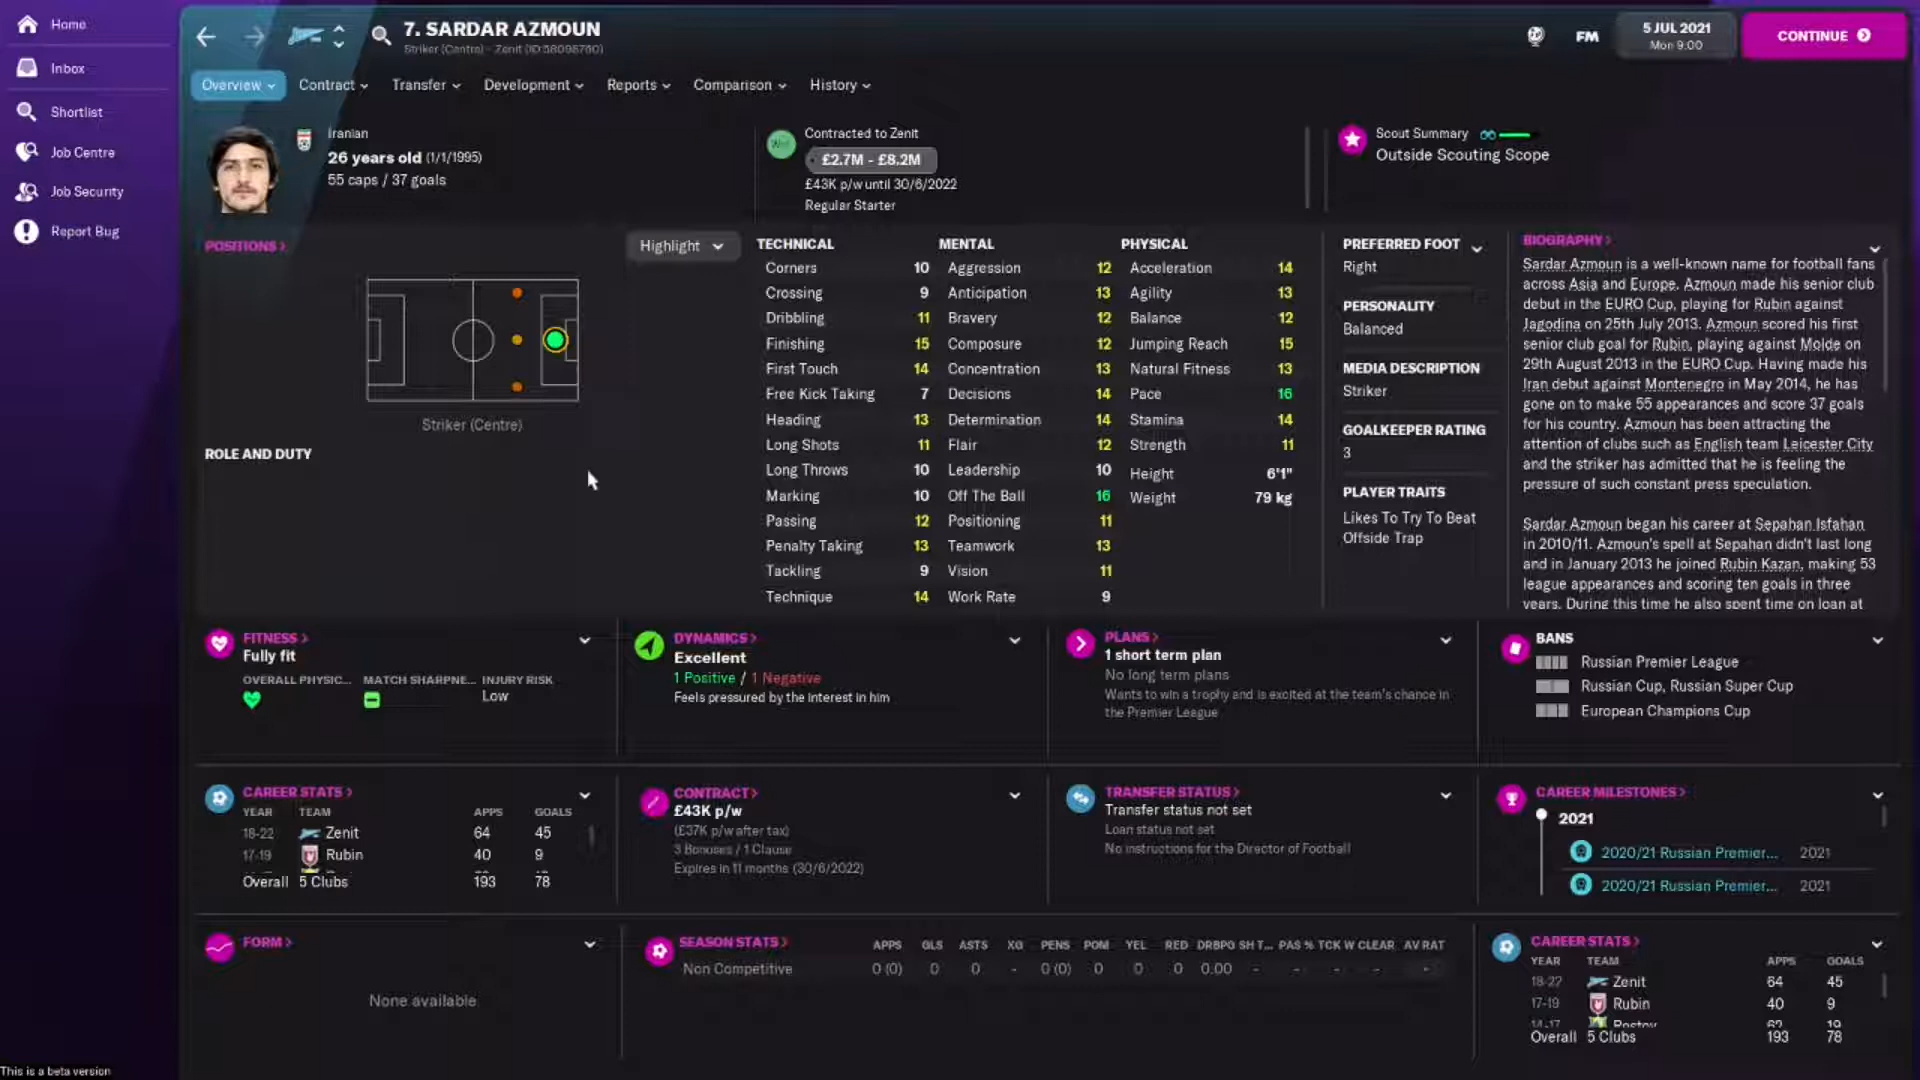 Home
Inbox
Shortlist
Job Centre
Job Security
Report Bug
This is a beta version
7. SARDAR AZMOUN
Striker (Centre) - Zenit (ID:58098760)
FM
5 JUL 2021
Mon 9:00
CONTINUE
Overview
Contract
Transfer
Development
Reports
Comparison
History
Iranian
26 years old (1/1/1995)
55 caps / 37 goals
Wnt
Contracted to Zenit
£2.7M - £8.2M
£43K p/w until 30/6/2022
Regular Starter
Scout Summary
Outside Scouting Scope
POSITIONS
Striker (Centre)
ROLE AND DUTY
Highlight
TECHNICAL
Corners 10
Crossing 9
Dribbling 11
Finishing 15
First Touch 14
Free Kick Taking 7
Heading 13
Long Shots 11
Long Throws 10
Marking 10
Passing 12
Penalty Taking 13
Tackling 9
Technique 14
MENTAL
Aggression 12
Anticipation 13
Bravery 12
Composure 12
Concentration 13
Decisions 14
Determination 14
Flair 12
Leadership 10
Off The Ball 16
Positioning 11
Teamwork 13
Vision 11
Work Rate 9
PHYSICAL
Acceleration 14
Agility 13
Balance 12
Jumping Reach 15
Natural Fitness 13
Pace 16
Stamina 14
Strength 11
Height 6'1"
Weight 79 kg
PREFERRED FOOT
Right
PERSONALITY
Balanced
MEDIA DESCRIPTION
Striker
GOALKEEPER RATING
3
PLAYER TRAITS
Likes To Try To Beat
Offside Trap
BIOGRAPHY
Sardar Azmoun is a well-known name for football fans
across Asia and Europe. Azmoun made his senior club
debut in the EURO Cup, playing for Rubin against
Jagodina on 25th July 2013. Azmoun scored his first
senior club goal for Rubin, playing against Molde on
29th August 2013 in the EURO Cup. Having made his
Iran debut against Montenegro in May 2014, he has
gone on to make 55 appearances and score 37 goals
for his country. Azmoun has been attracting the
attention of clubs such as English team Leicester City
and the striker has admitted that he is feeling the
pressure of such constant press speculation.
Sardar Azmoun began his career at Sepahan Isfahan
in 2010/11. Azmoun's spell at Sepahan didn't last long
and in January 2013 he joined Rubin Kazan, making 53
league appearances and scoring ten goals in three
years. During this time he also spent time on loan at
FITNESS
Fully fit
OVERALL PHYSIC... MATCH SHARPNE... INJURY RISK
Low
DYNAMICS
Excellent
1 Positive / 1 Negative
Feels pressured by the interest in him
PLANS
1 short term plan
No long term plans
Wants to win a trophy and is excited at the team's chance in
the Premier League
BANS
Russian Premier League
Russian Cup, Russian Super Cup
European Champions Cup
CAREER STATS
YEAR TEAM APPS GOALS
18-22 Zenit 64 45
17-19 Rubin 40 9
Overall 5 Clubs 193 78
CONTRACT
£43K p/w
(£37K p/w after tax)
3 Bonuses / 1 Clause
Expires in 11 months (30/6/2022)
TRANSFER STATUS
Transfer status not set
Loan status not set
No instructions for the Director of Football
CAREER MILESTONES
2021
2020/21 Russian Premier... 2021
2020/21 Russian Premier... 2021
FORM
None available
SEASON STATS APPS GLS ASTS XG PENS POM YEL RED DRBPG SH T... PAS % TCK W CLEAR AV RAT
Non Competitive 0 (0) 0 0 - 0 (0) 0 0 0 0.00 - - - - -
CAREER STATS
YEAR TEAM APPS GOALS
18-22 Zenit 64 45
17-19 Rubin 40 9
14-17 Rostov 62 19
Overall 5 Clubs 193 78